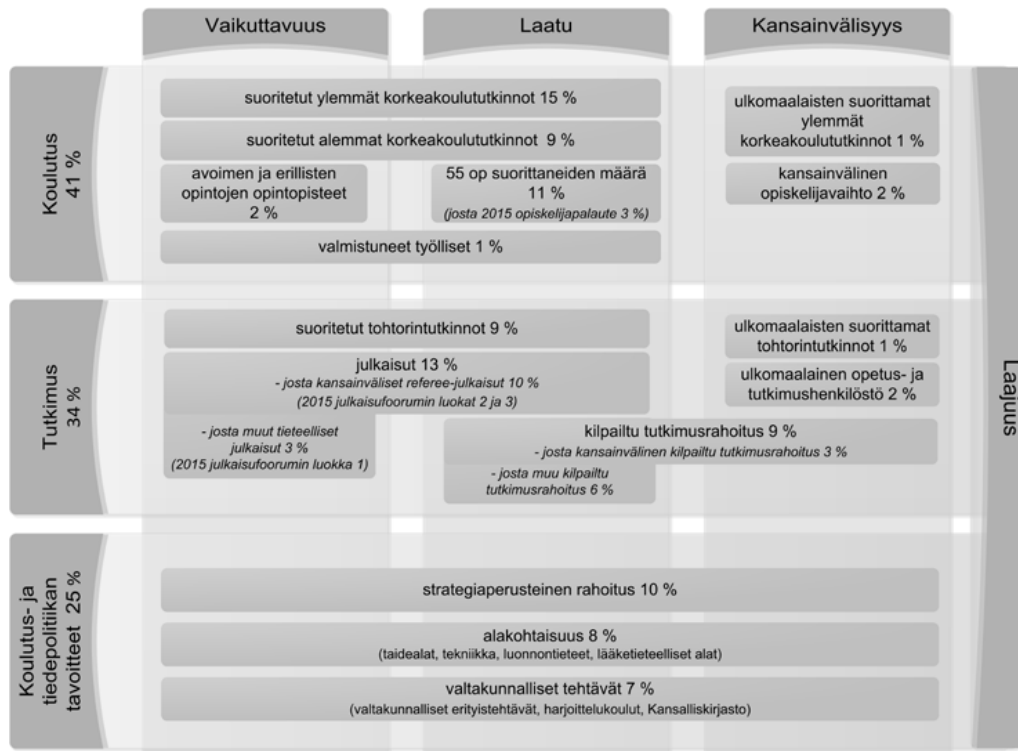 Vaikuttavuus
Laatu
Kansainvälisyys
Koulutus
41 %
suoritetut ylemmät korkeakoulututkinnot 15 %
suoritetut alemmat korkeakoulututkinnot 9 %
avoimen ja erillisten
opintojen opintopisteet
2 %
55 op suorittaneiden määrä
11 %
(josta 2015 opiskelijapalaute 3 %)
valmistuneet työlliset 1 %
ulkomaalaisten suorittamat
ylemmät
korkeakoulututkinnot 1 %
kansainvälinen
opiskelijavaihto 2 %
Tutkimus
34 %
suoritetut tohtorintutkinnot 9 %
julkaisut 13 %
- josta kansainväliset referee-julkaisut 10 %
(2015 julkaisufoorumin luokat 2 ja 3)
- josta muut tieteelliset
julkaisut 3 %
(2015 julkaisufoorumin luokka 1)
ulkomaalaisten suorittamat
tohtorintutkinnot 1 %
ulkomaalainen opetus- ja
tutkimushenkilöstö 2 %
kilpailtu tutkimusrahoitus 9 %
- josta kansainvälinen kilpailtu tutkimusrahoitus 3 %
- josta muu kilpailtu
tutkimusrahoitus 6 %
Koulutus- ja
tiedepolitiikan
tavoitteet 25 %
strategiaperusteinen rahoitus 10 %
alakohtaisuus 8 %
(taidealat, tekniikka, luonnontieteet, lääketieteelliset alat)
valtakunnalliset tehtävät 7 %
(valtakunnalliset erityistehtävät, harjoittelukoulut, Kansalliskirjasto)
Laajuus